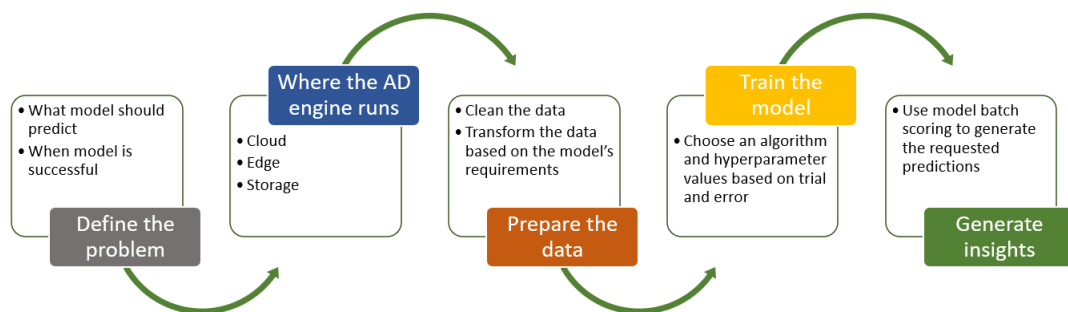 • What model should
predict
• When model is
successful
Define the
problem
Where the AD
engine runs
• Cloud
• Edge
• Storage
• Clean the data
• Transform the data
based on the model's
requirements
Prepare the
data
Train the
model
• Choose an algorithm
and hyperparameter
values based on trial
and error
• Use model batch
scoring to generate
the requested
predictions
Generate
insights